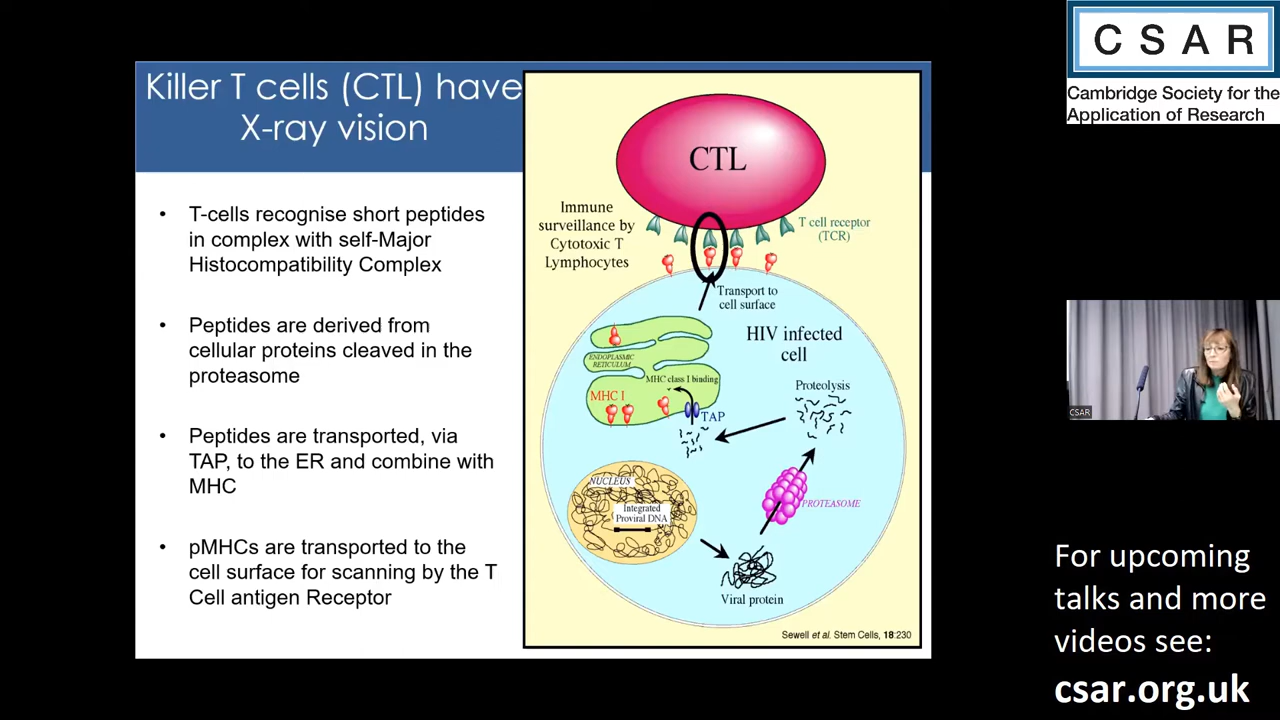 Killer T cells (CTL) have
X-ray vision
• T-cells recognise short peptides
in complex with self-Major
Histocompatibility Complex
• Peptides are derived from
cellular proteins cleaved in the
proteasome
• Peptides are transported, via
TAP, to the ER and combine with
MHC
• pMHCs are transported to the
cell surface for scanning by the T
Cell antigen Receptor
CTL
Immune
surveillance by
Cytotoxic T
Lymphocytes
T cell receptor
(TCR)
Transport to
cell surface
HIV infected
cell
ENDOPLASMIC
RETICULUM
MHC class I binding
MHC I
TAP
Proteolysis
NUCLEUS
Integrated
Proviral DNA
PROTEASOME
Viral protein
Sewell et al. Stem Cells, 18:230
CSAR
Cambridge Society for the
Application of Research
CSAR
For upcoming
talks and more
videos see:
csar.org.uk